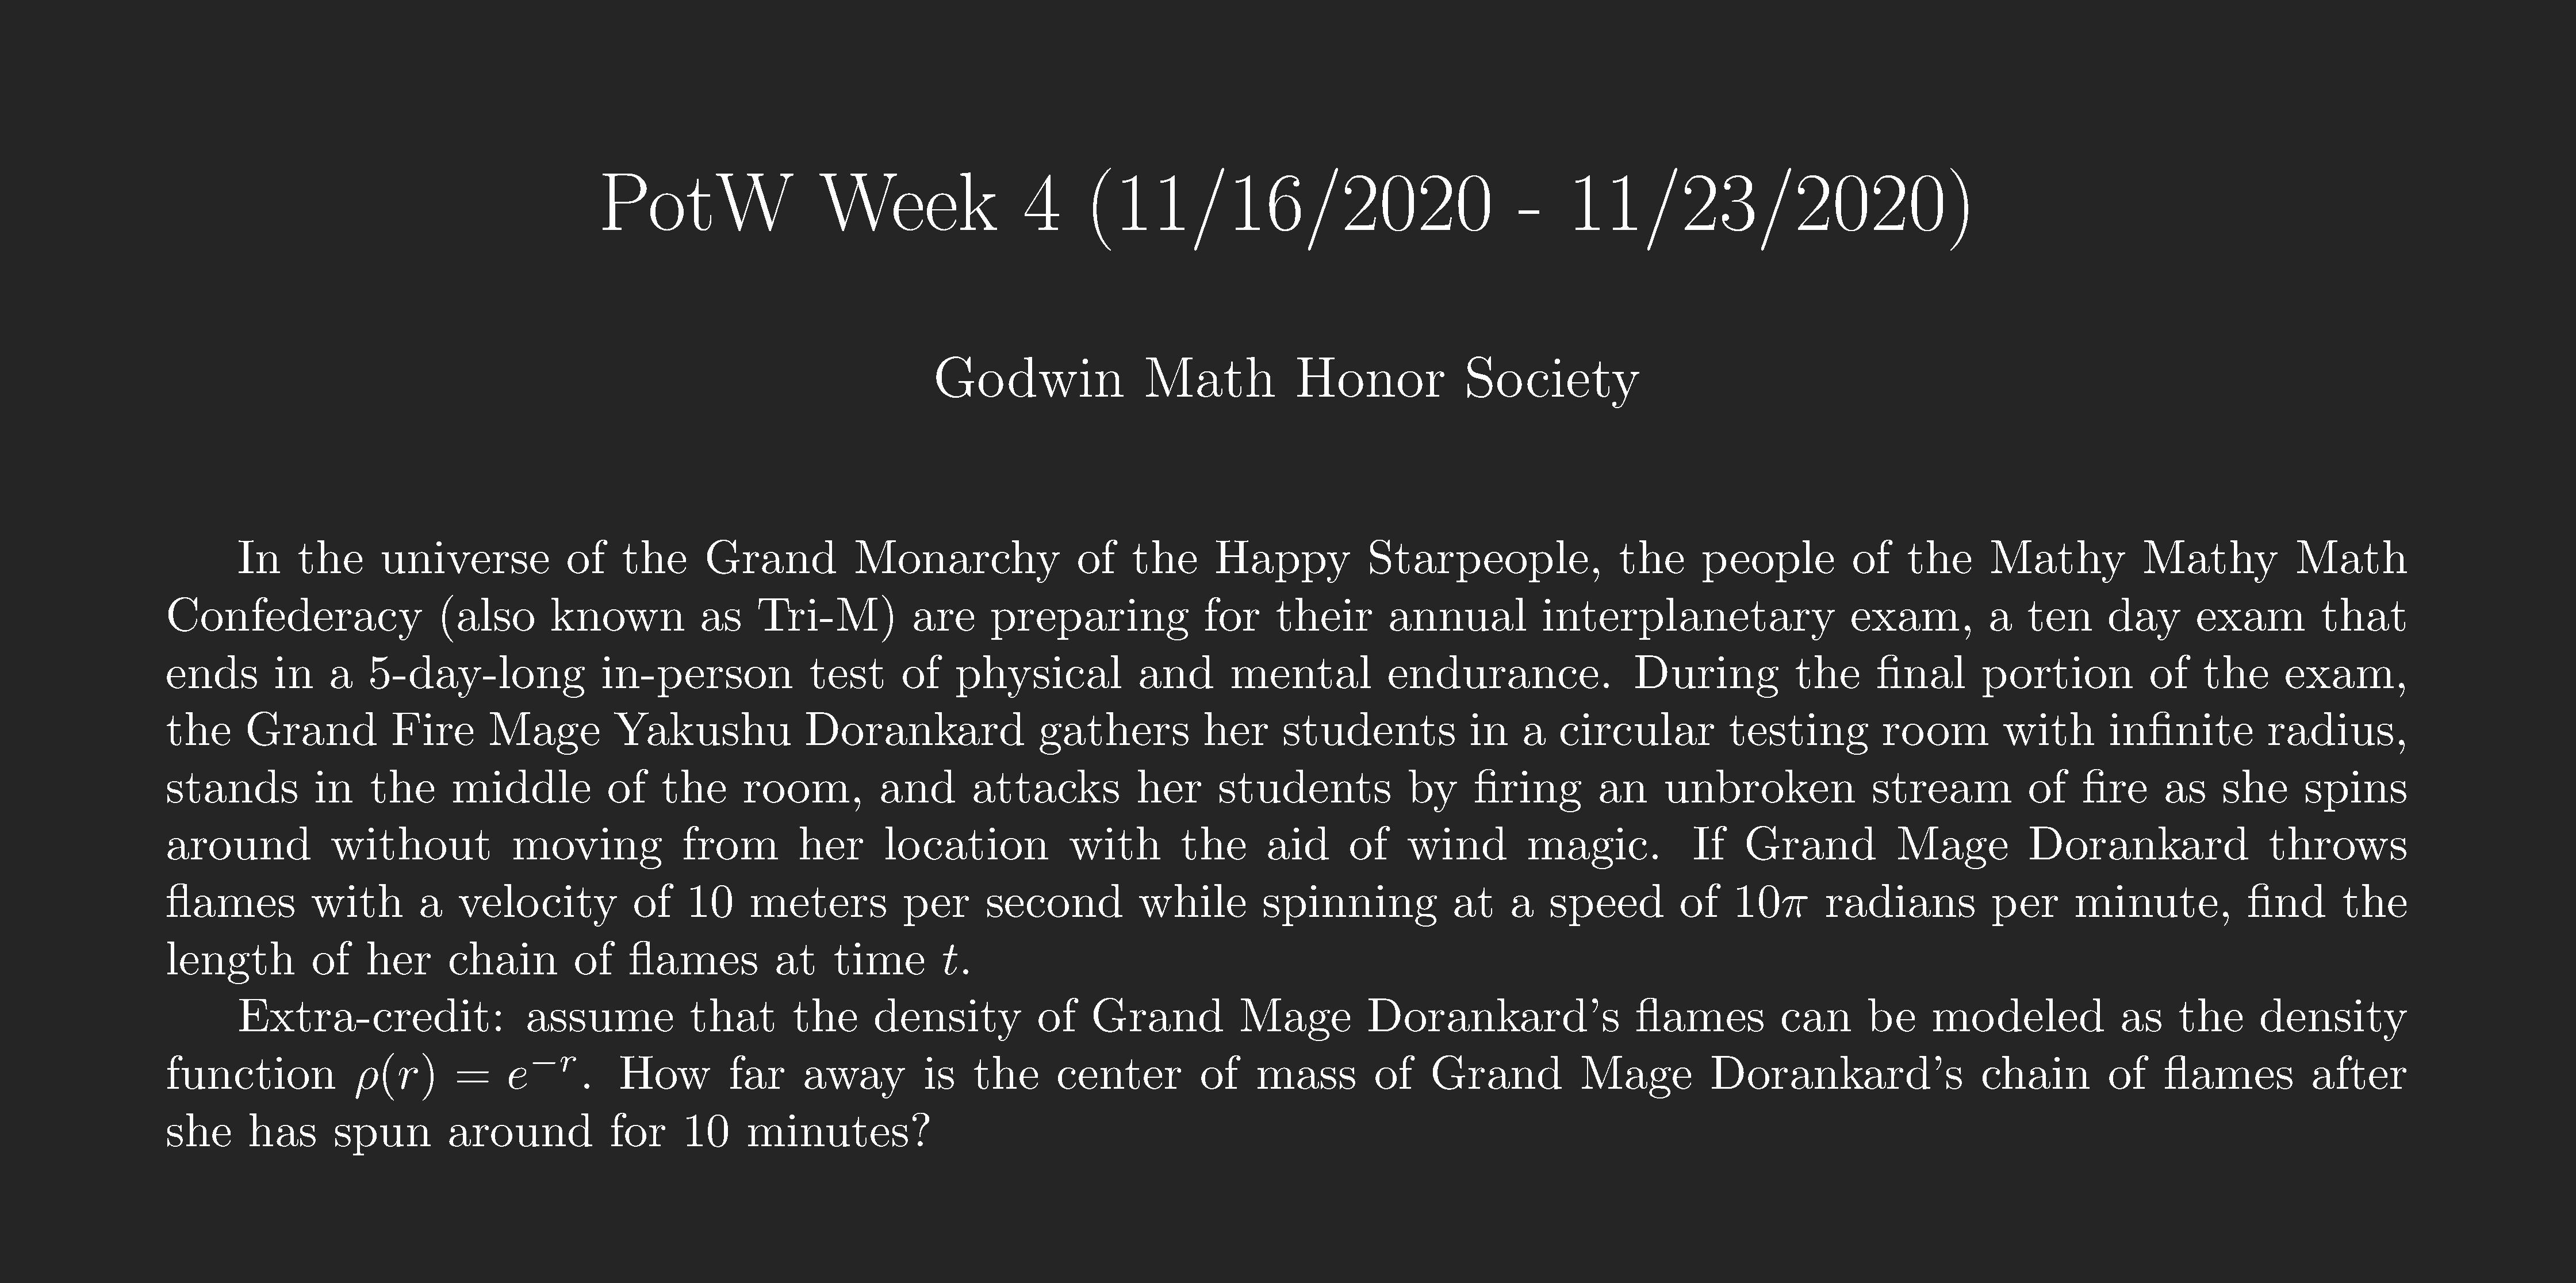 PotW Week 4 (11/16/2020 - 11/23/2020)
Godwin Math Honor Society
In the universe of the Grand Monarchy of the Happy Starpeople, the people of the Mathy Mathy Math
Confederacy (also known as Tri-M) are preparing for their annual interplanetary exam, a ten day exam that
ends in a 5-day-long in-person test of physical and mental endurance. During the final portion of the exam,
the Grand Fire Mage Yakushu Dorankard gathers her students in a circular testing room with infinite radius,
stands in the middle of the room, and attacks her students by firing an unbroken stream of fire as she spins
around without moving from her location with the aid of wind magic. If Grand Mage Dorankard throws
flames with a velocity of 10 meters per second while spinning at a speed of 10π radians per minute, find the
length of her chain of flames at time t.
Extra-credit: assume that the density of Grand Mage Dorankard's flames can be modeled as the density
function ρ(r) = e⁻ʳ. How far away is the center of mass of Grand Mage Dorankard's chain of flames after
she has spun around for 10 minutes?